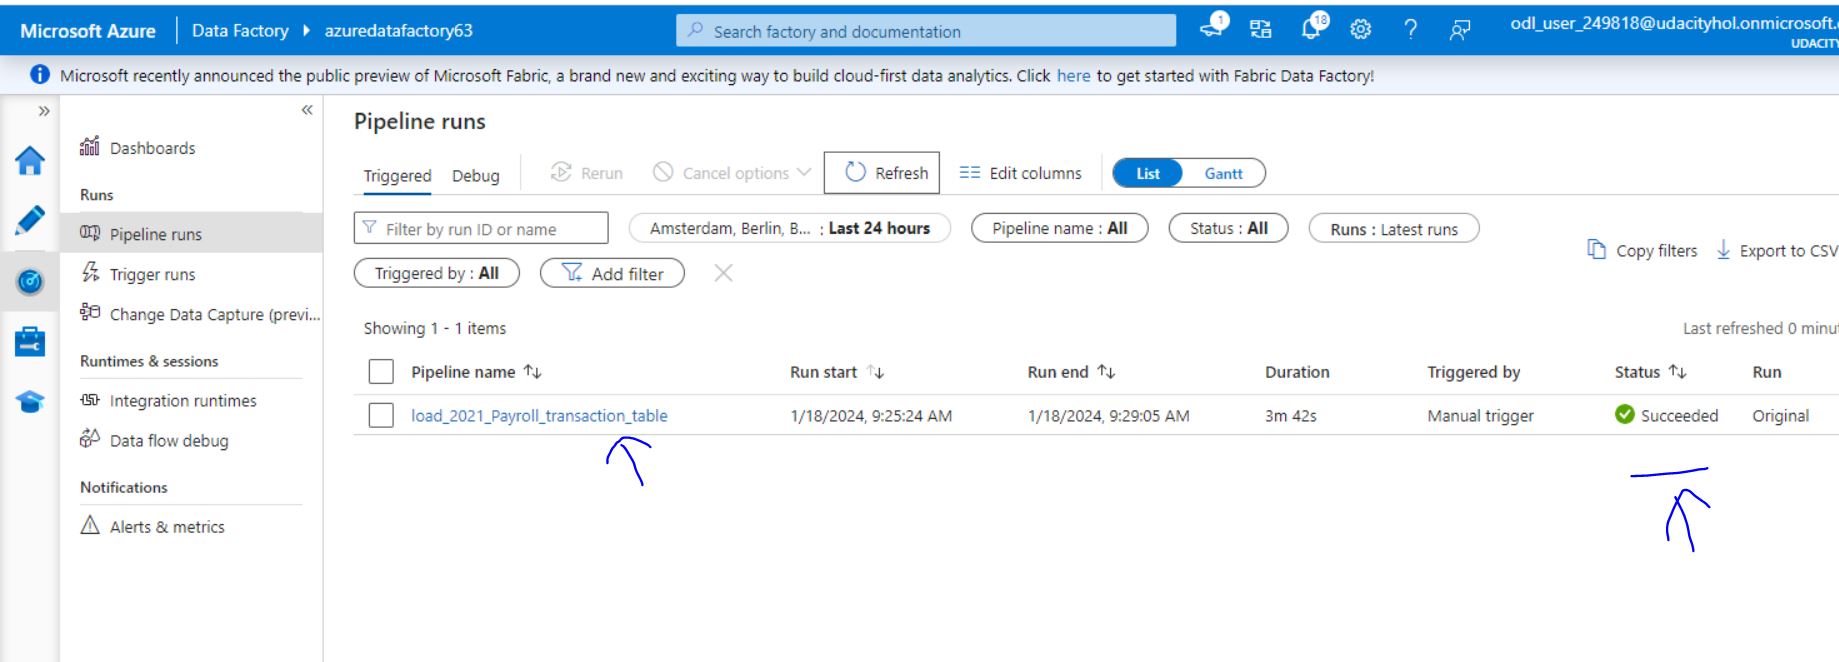 Microsoft Azure Data Factory azuredatafactory63 Search factory and documentation 1 18 odl_user_249818@udacityhol.onmicrosoft.
UDACITY
Microsoft recently announced the public preview of Microsoft Fabric, a brand new and exciting way to build cloud-first data analytics. Click here to get started with Fabric Data Factory!
Dashboards
Runs
Pipeline runs
Trigger runs
Change Data Capture (previ...
Runtimes & sessions
Integration runtimes
Data flow debug
Notifications
Alerts & metrics
Pipeline runs
Triggered Debug Rerun Cancel options Refresh Edit columns List Gantt
Filter by run ID or name Amsterdam, Berlin, B... : Last 24 hours Pipeline name : All Status : All Runs : Latest runs
Triggered by : All Add filter
Copy filters Export to CSV
Showing 1 - 1 items
Last refreshed 0 minut
Pipeline name Run start Run end Duration Triggered by Status Run
load_2021_Payroll_transaction_table 1/18/2024, 9:25:24 AM 1/18/2024, 9:29:05 AM 3m 42s Manual trigger Succeeded Original